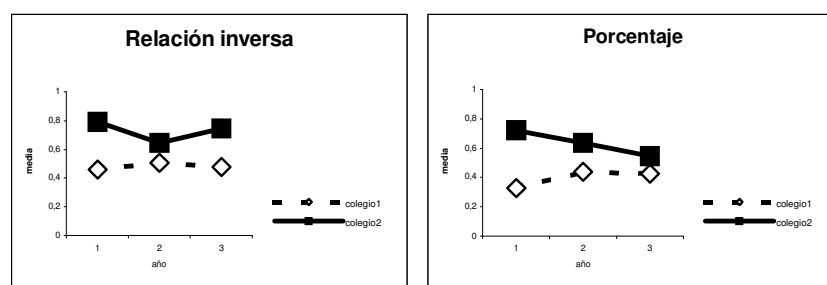 Relación inversa
1
0,8
0,6
0,4
0,2
0
media
1 2 3
año
colegio1
colegio2
Porcentaje
1
0,8
0,6
0,4
0,2
0
media
1 2 3
año
colegio1
colegio2